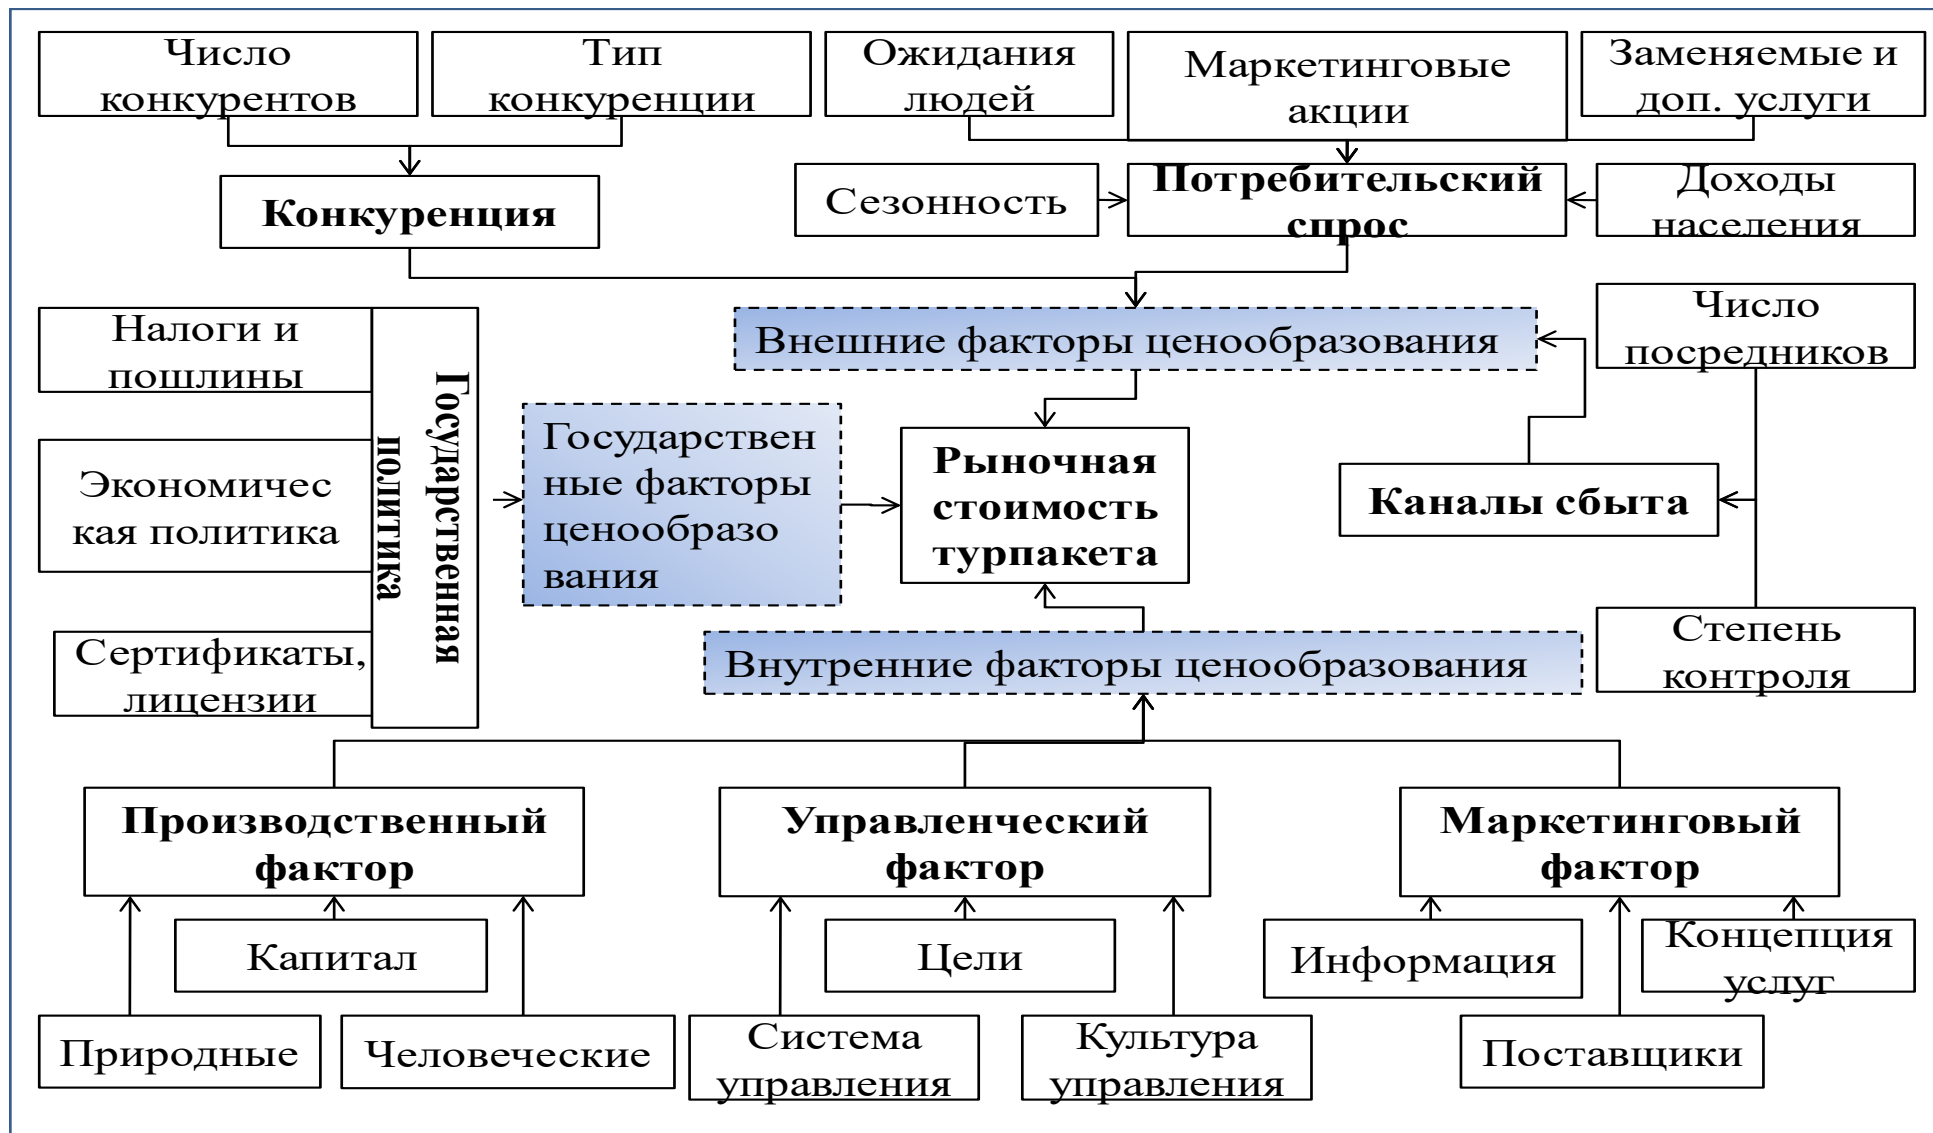 Число
конкурентов
Тип
конкуренции
Ожидания
людей
Маркетинговые
акции
Заменяемые и
доп. услуги
Конкуренция
Сезонность
Потребительский
спрос
Доходы
населения
Налоги и
пошлины
Экономичес
кая политика
Сертификаты,
лицензии
Государственная
политика
Государствен
ные факторы
ценообразо
вания
Внешние факторы ценообразования
Рыночная
стоимость
турпакета
Число
посредников
Каналы сбыта
Степень
контроля
Внутренние факторы ценообразования
Производственный
фактор
Управленческий
фактор
Маркетинговый
фактор
Капитал
Цели
Информация
Концепция
услуг
Природные
Человеческие
Система
управления
Культура
управления
Поставщики